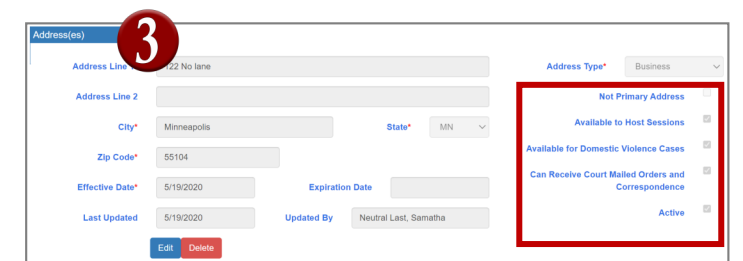 Address(es)
3
Address Line 22 No lane Address Type* Business
Address Line 2 Not Primary Address
City* Minneapolis State* MN Available to Host Sessions
Zip Code* 55104 Available for Domestic Violence Cases
Can Receive Court Mailed Orders and
Correspondence
Effective Date* 5/19/2020 Expiration Date
Last Updated 5/19/2020 Updated By Neutral Last, Samatha Active
Edit Delete